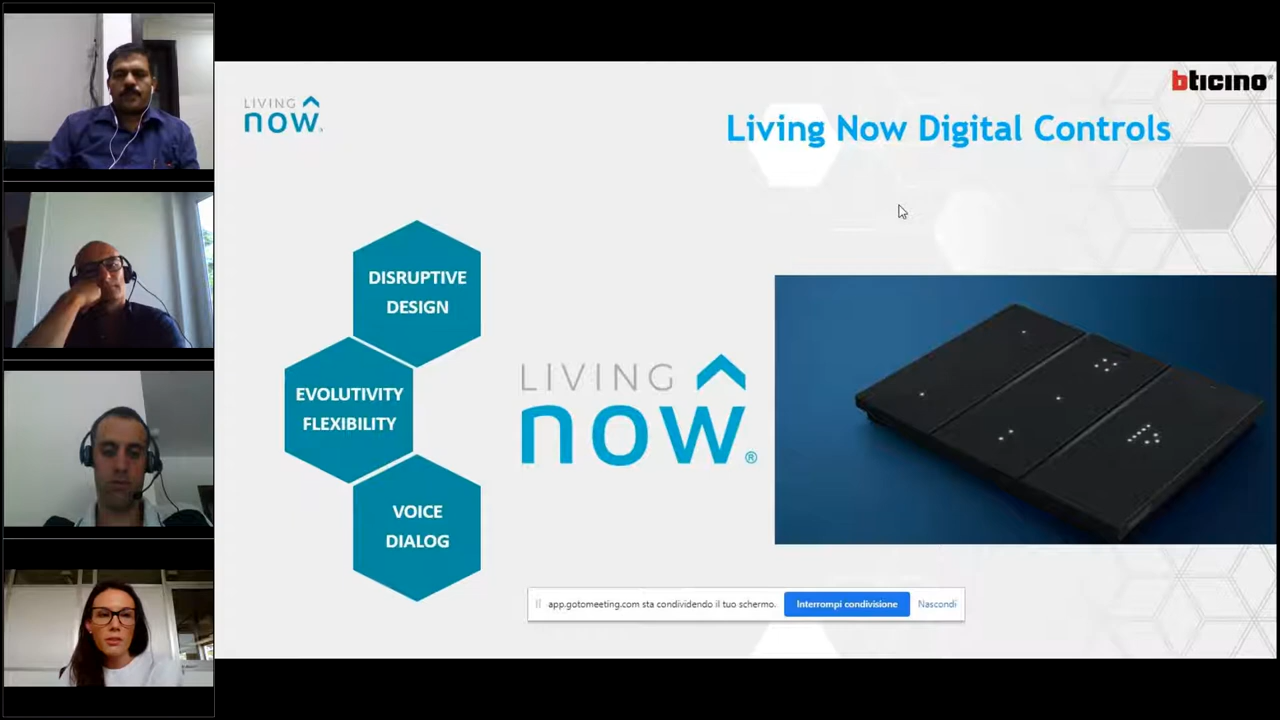 bticino
LIVING
now
Living Now Digital Controls
DISRUPTIVE
DESIGN
EVOLUTIVITY
FLEXIBILITY
VOICE
DIALOG
LIVING
now®
app.gotomeeting.com sta condividendo il tuo schermo.
Interrompi condivisione
Nascondi